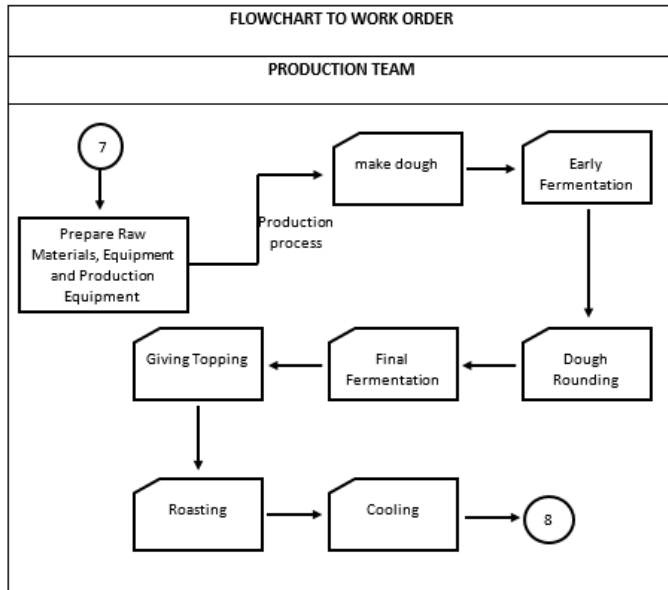 FLOWCHART TO WORK ORDER
PRODUCTION TEAM
7
Prepare Raw
Materials, Equipment
and Production
Equipment
Production
process
make dough
Early
Fermentation
Dough
Rounding
Final
Fermentation
Giving Topping
Roasting
Cooling
8